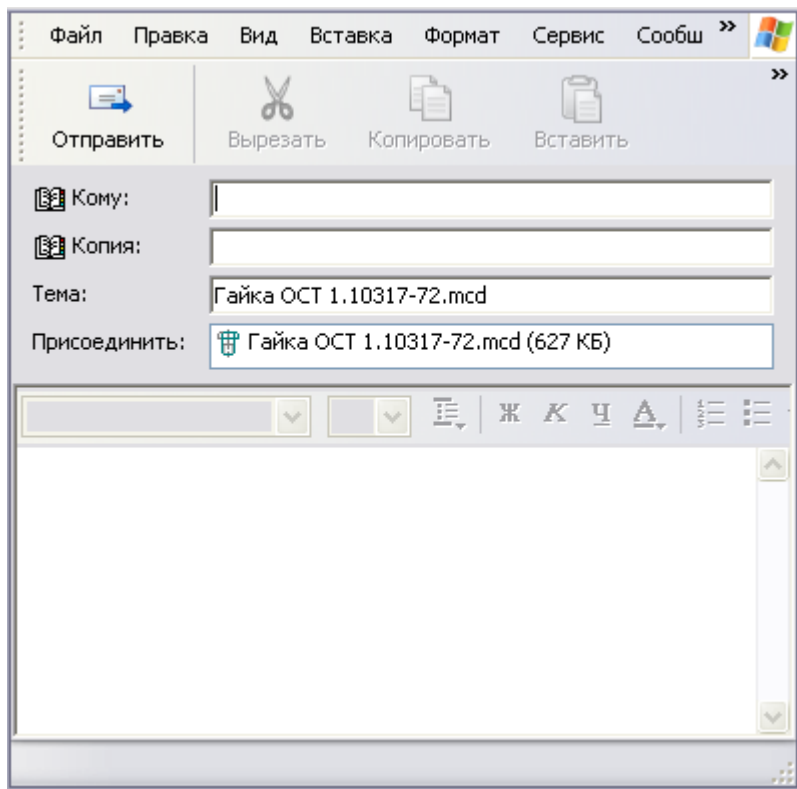 Файл Правка Вид Вставка Формат Сервис Сообщ »
»
Отправить Вырезать Копировать Вставить
Кому:
Копия:
Тема: Гайка ОСТ 1.10317-72.mcd
Присоединить: Гайка ОСТ 1.10317-72.mcd (627 КБ)
Ж К Ч А